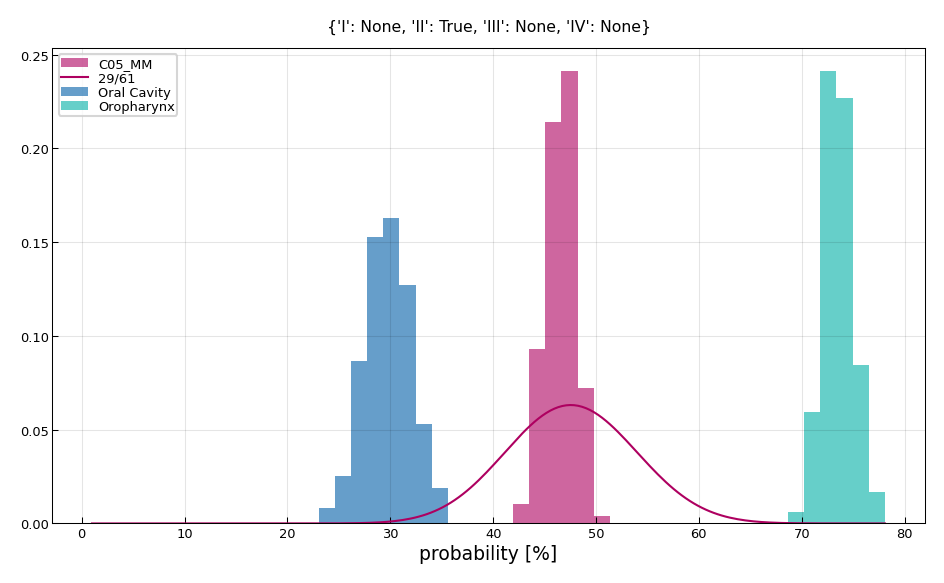 {'I': None, 'II': True, 'III': None, 'IV': None}
C05_MM
29/61
Oral Cavity
Oropharynx
0.25
0.20
0.15
0.10
0.05
0.00
0 10 20 30 40 50 60 70 80
probability [%]